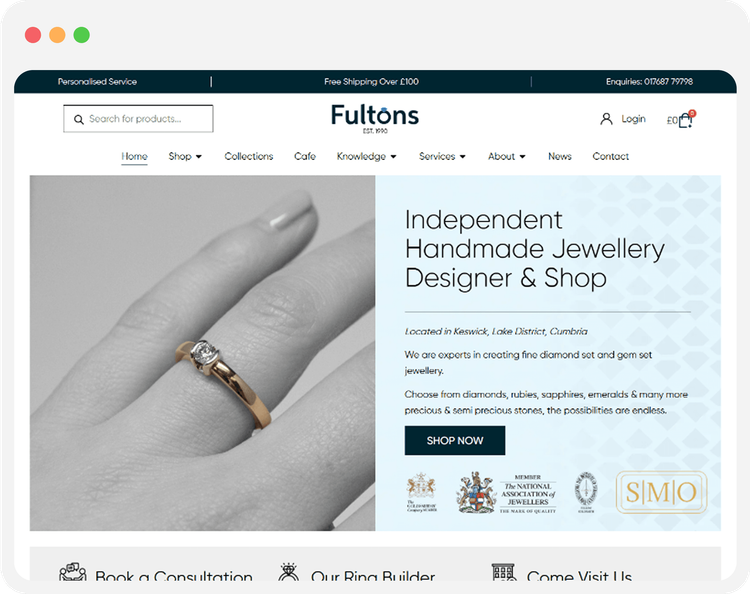 Personalised Service
Free Shipping Over £100
Enquiries: 017687 79798
Search for products...
Fultons
EST. 1990
Login
£0
0
Home
Shop
Collections
Cafe
Knowledge
Services
About
News
Contact
Independent
Handmade Jewellery
Designer & Shop
Located in Keswick, Lake District, Cumbria
We are experts in creating fine diamond set and gem set
jewellery.
Choose from diamonds, rubies, sapphires, emeralds & many more
precious & semi precious stones, the possibilities are endless.
SHOP NOW
The
MEMBER
The NATIONAL
ASSOCIATION of
JEWELLERS
THE MARK OF QUALITY
S|M|O
Book a Consultation
Our Ring Builder
Come Visit Us